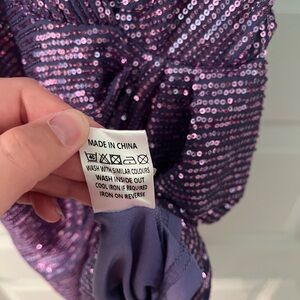 MADE IN CHINA
WASH WITH SIMILAR COLOURS
WASH INSIDE OUT
COOL IRON IF REQUIRED
IRON ON REVERSE